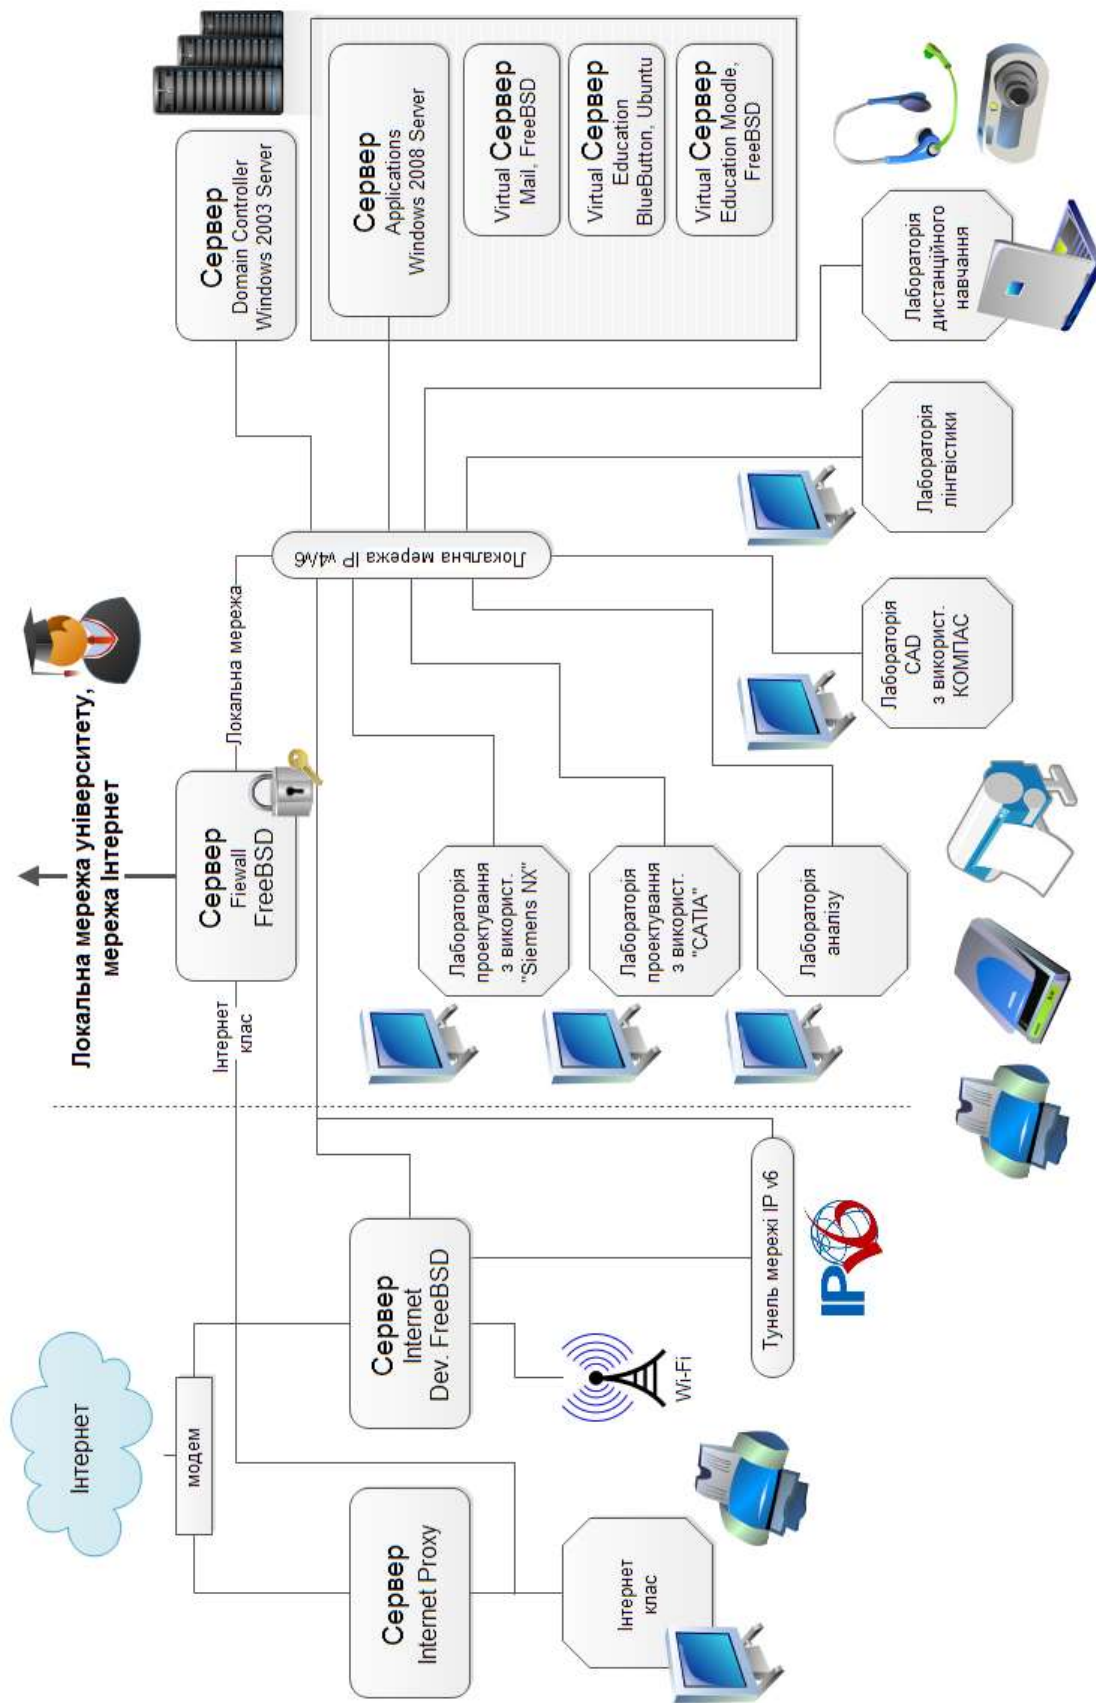 Інтернет
модем
Сервер
Internet Proxy
Інтернет
клас
Сервер
Internet
Dev. FreeBSD
Wi-Fi
Тунель мережі IP v6
IPv6
Локальна мережа університету,
мережа Інтернет
Інтернет
клас
Сервер
Fiewall
FreeBSD
Локальна мережа
Локальна мережа IP v4/v6
Сервер
Domain Controller
Windows 2003 Server
Сервер
Applications
Windows 2008 Server
Virtual Сервер
Mail, FreeBSD
Virtual Сервер
Education
BlueButton, Ubuntu
Virtual Сервер
Education Moodle,
FreeBSD
Лабораторія
проектування
з використ.
"Siemens NX"
Лабораторія
проектування
з використ.
"CATIA"
Лабораторія
аналізу
Лабораторія
CAD
з використ.
КОМПАС
Лабораторія
лінгвістики
Лабораторія
дистанційного
навчання